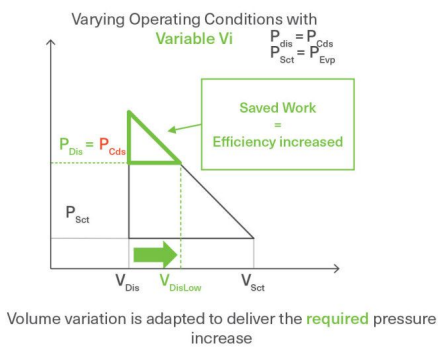 Varying Operating Conditions with
Variable Vi
Pdis = PCds
PSct = PEvp
Saved Work
=
Efficiency increased
PDis = PCds
PSct
VDis
VDisLow
VSct
Volume variation is adapted to deliver the required pressure
increase